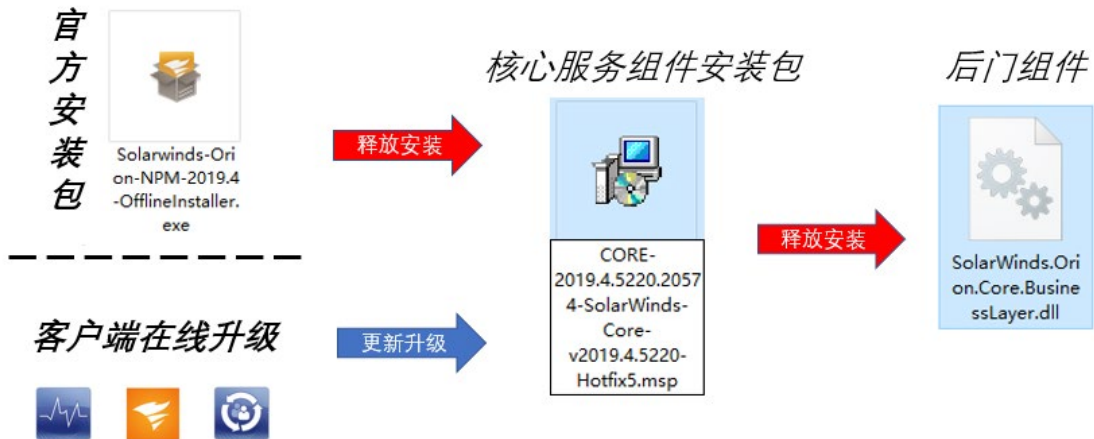 官方安装包
Solarwinds-Ori
on-NPM-2019.4
-OfflineInstaller.
exe
释放安装
核心服务组件安装包
CORE-
2019.4.5220.2057
4-SolarWinds-
Core-
v2019.4.5220-
Hotfix5.msp
释放安装
后门组件
SolarWinds.Ori
on.Core.Busine
ssLayer.dll
客户端在线升级
更新升级